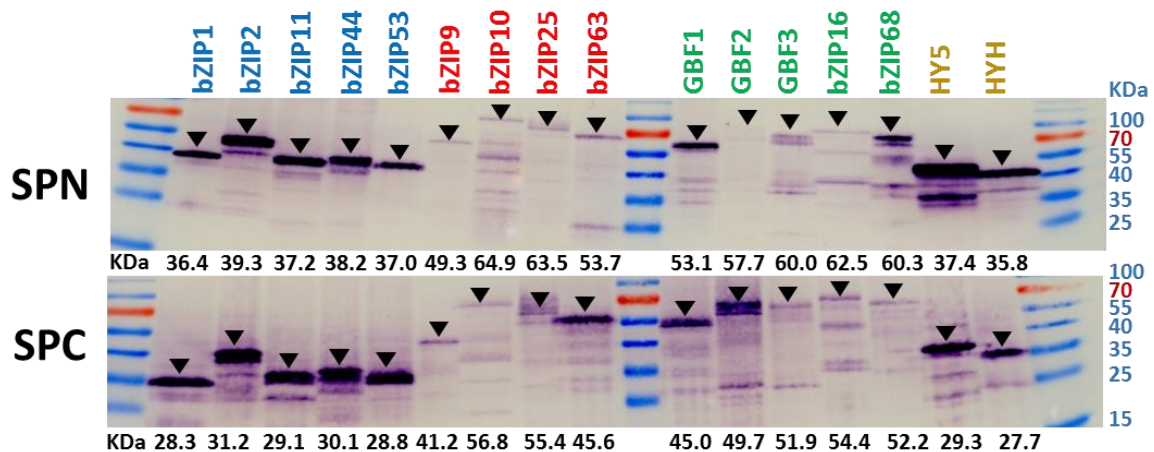 bZIP1 bZIP2 bZIP11 bZIP44 bZIP53 bZIP9 bZIP10 bZIP25 bZIP63 GBF1 GBF2 GBF3 bZIP16 bZIP68 HY5 HYH
KDa
100
70
55
40
35
25
SPN
KDa 36.4 39.3 37.2 38.2 37.0 49.3 64.9 63.5 53.7 53.1 57.7 60.0 62.5 60.3 37.4 35.8
100
70
55
40
35
25
15
SPC
KDa 28.3 31.2 29.1 30.1 28.8 41.2 56.8 55.4 45.6 45.0 49.7 51.9 54.4 52.2 29.3 27.7